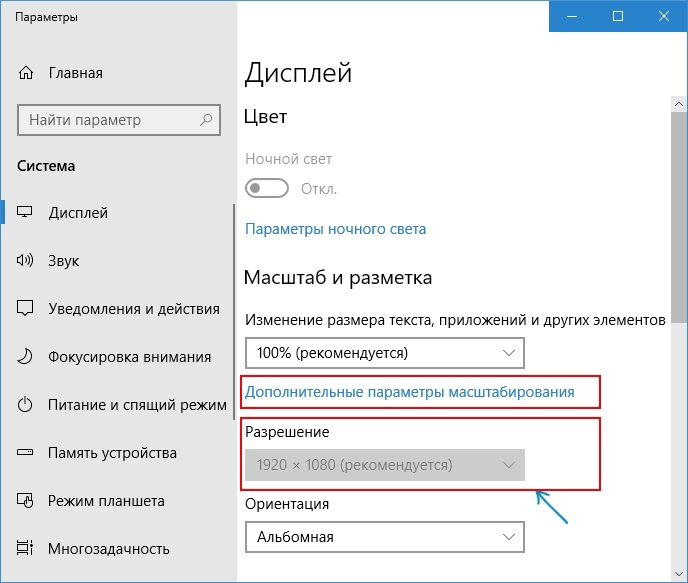 Параметры
Главная
Найти параметр
Система
Дисплей
Звук
Уведомления и действия
Фокусировка внимания
Питание и спящий режим
Память устройства
Режим планшета
Многозадачность
Дисплей
Цвет
Ночной свет
Откл.
Параметры ночного света
Масштаб и разметка
Изменение размера текста, приложений и других элементов
100% (рекомендуется)
Дополнительные параметры масштабирования
Разрешение
1920 × 1080 (рекомендуется)
Ориентация
Альбомная